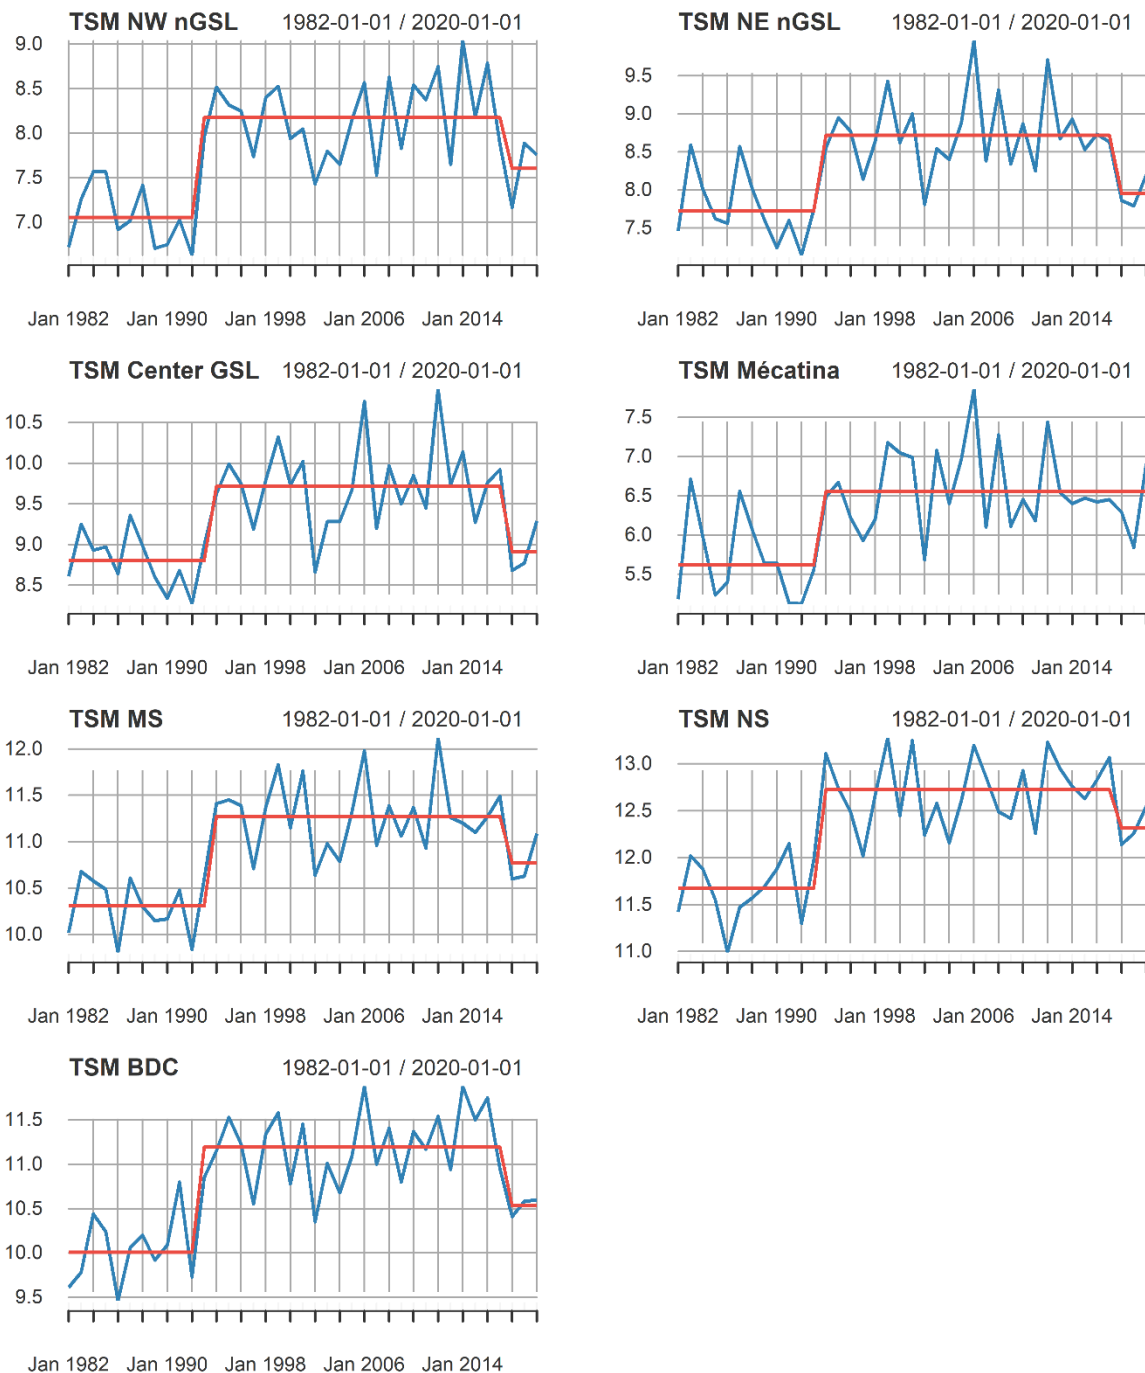 TSM NW nGSL 1982-01-01 / 2020-01-01
9.0
8.5
8.0
7.5
7.0
Jan 1982 Jan 1990 Jan 1998 Jan 2006 Jan 2014
TSM NE nGSL 1982-01-01 / 2020-01-01
9.5
9.0
8.5
8.0
7.5
Jan 1982 Jan 1990 Jan 1998 Jan 2006 Jan 2014
TSM Center GSL 1982-01-01 / 2020-01-01
10.5
10.0
9.5
9.0
8.5
Jan 1982 Jan 1990 Jan 1998 Jan 2006 Jan 2014
TSM Mécatina 1982-01-01 / 2020-01-01
7.5
7.0
6.5
6.0
5.5
Jan 1982 Jan 1990 Jan 1998 Jan 2006 Jan 2014
TSM MS 1982-01-01 / 2020-01-01
12.0
11.5
11.0
10.5
10.0
Jan 1982 Jan 1990 Jan 1998 Jan 2006 Jan 2014
TSM NS 1982-01-01 / 2020-01-01
13.0
12.5
12.0
11.5
11.0
Jan 1982 Jan 1990 Jan 1998 Jan 2006 Jan 2014
TSM BDC 1982-01-01 / 2020-01-01
11.5
11.0
10.5
10.0
9.5
Jan 1982 Jan 1990 Jan 1998 Jan 2006 Jan 2014